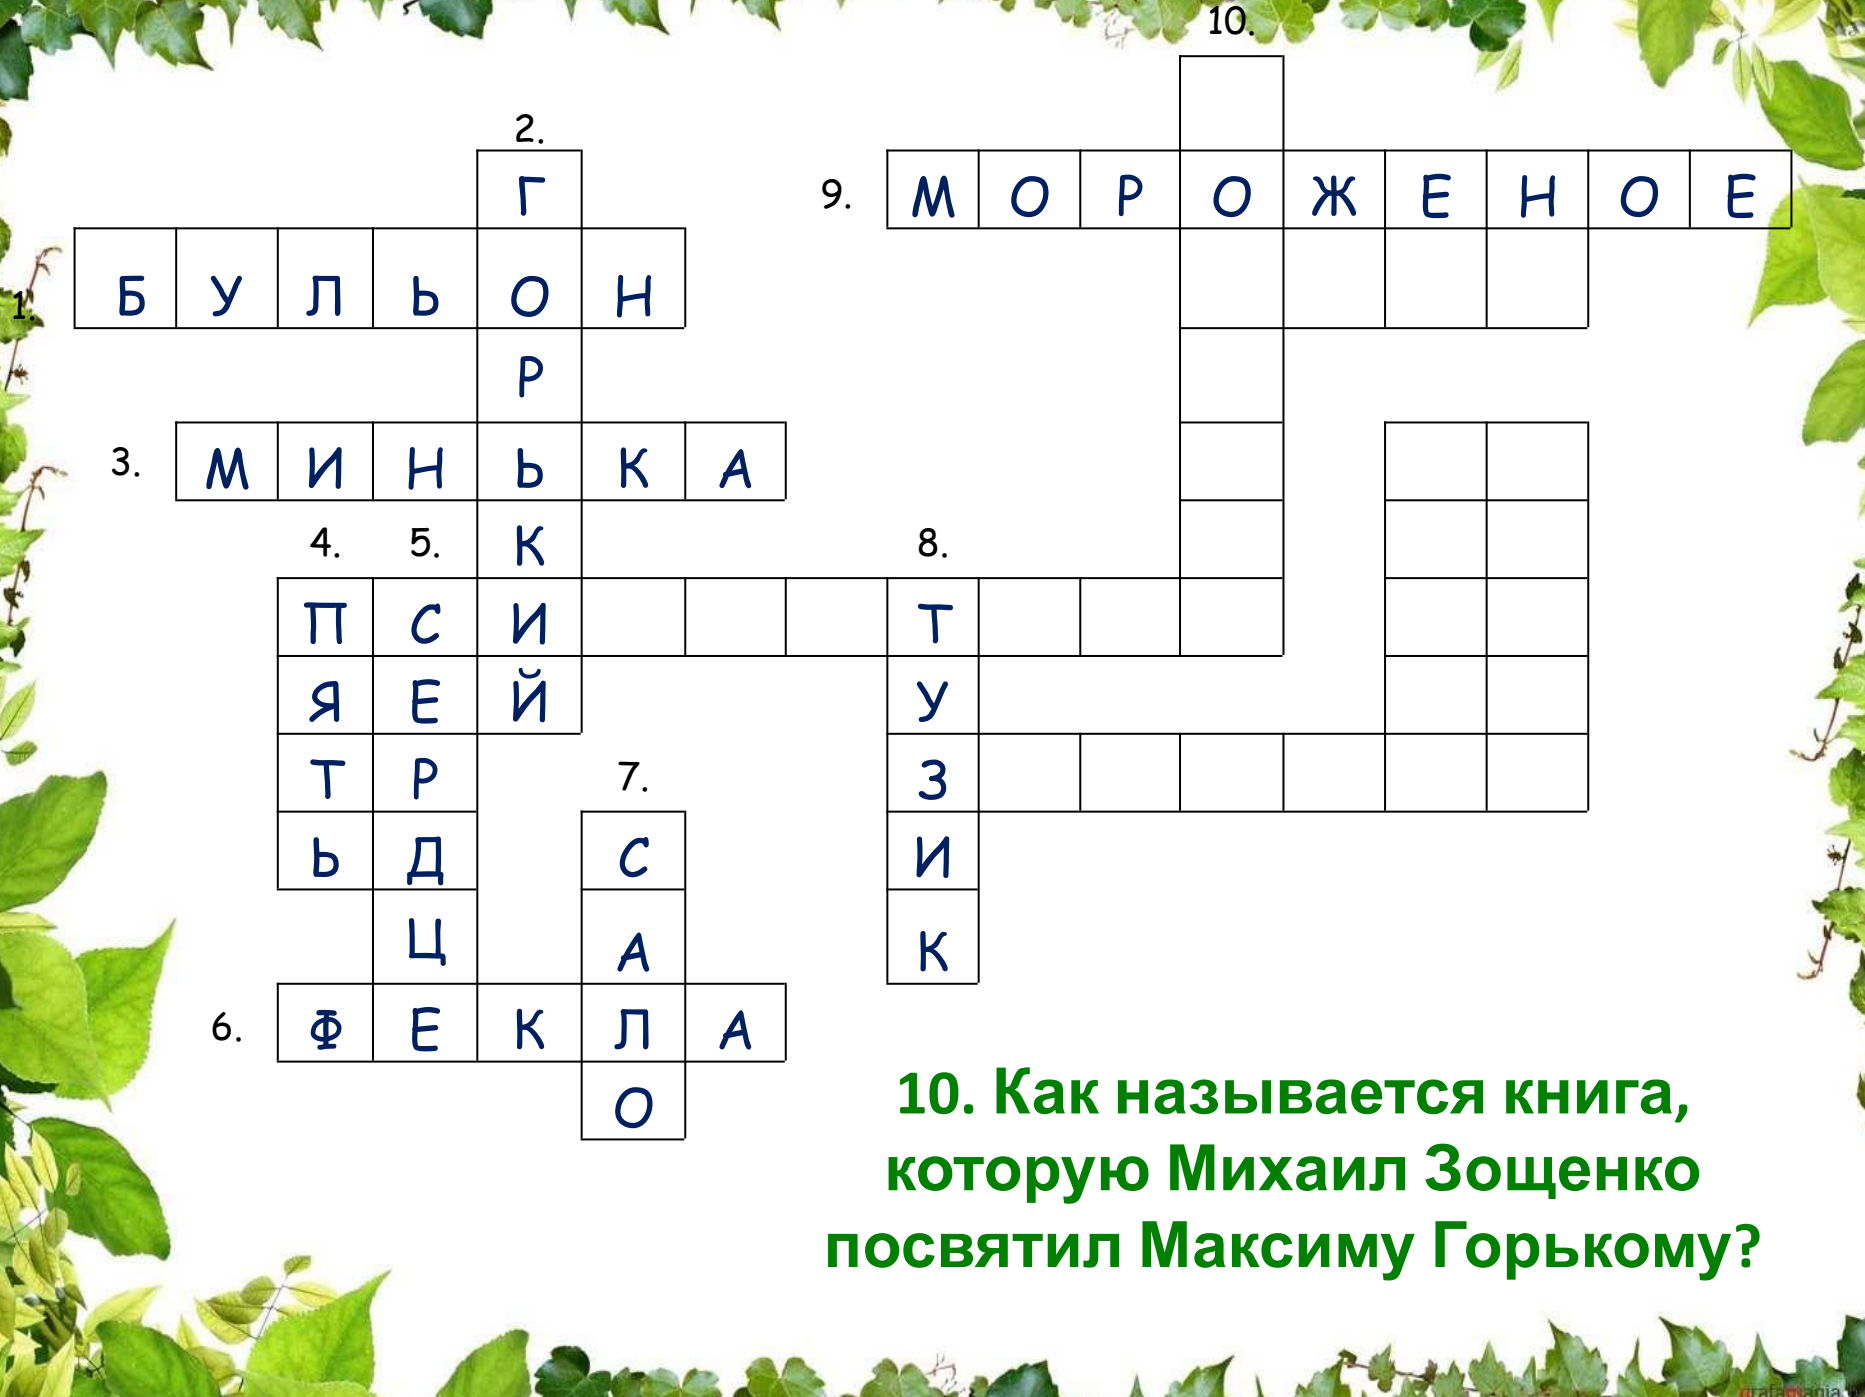 10.
2.
Г
9. М О Р О Ж Е Н О Е
1. Б У Л Ь О Н
Р
3. М И Н Ь К А
4. 5. К 8.
П С И Т
Я Е Й У
Т Р 7. З
Ь Д С И
Ц А К
6. Ф Е К Л А
О
10. Как называется книга,
которую Михаил Зощенко
посвятил Максиму Горькому?